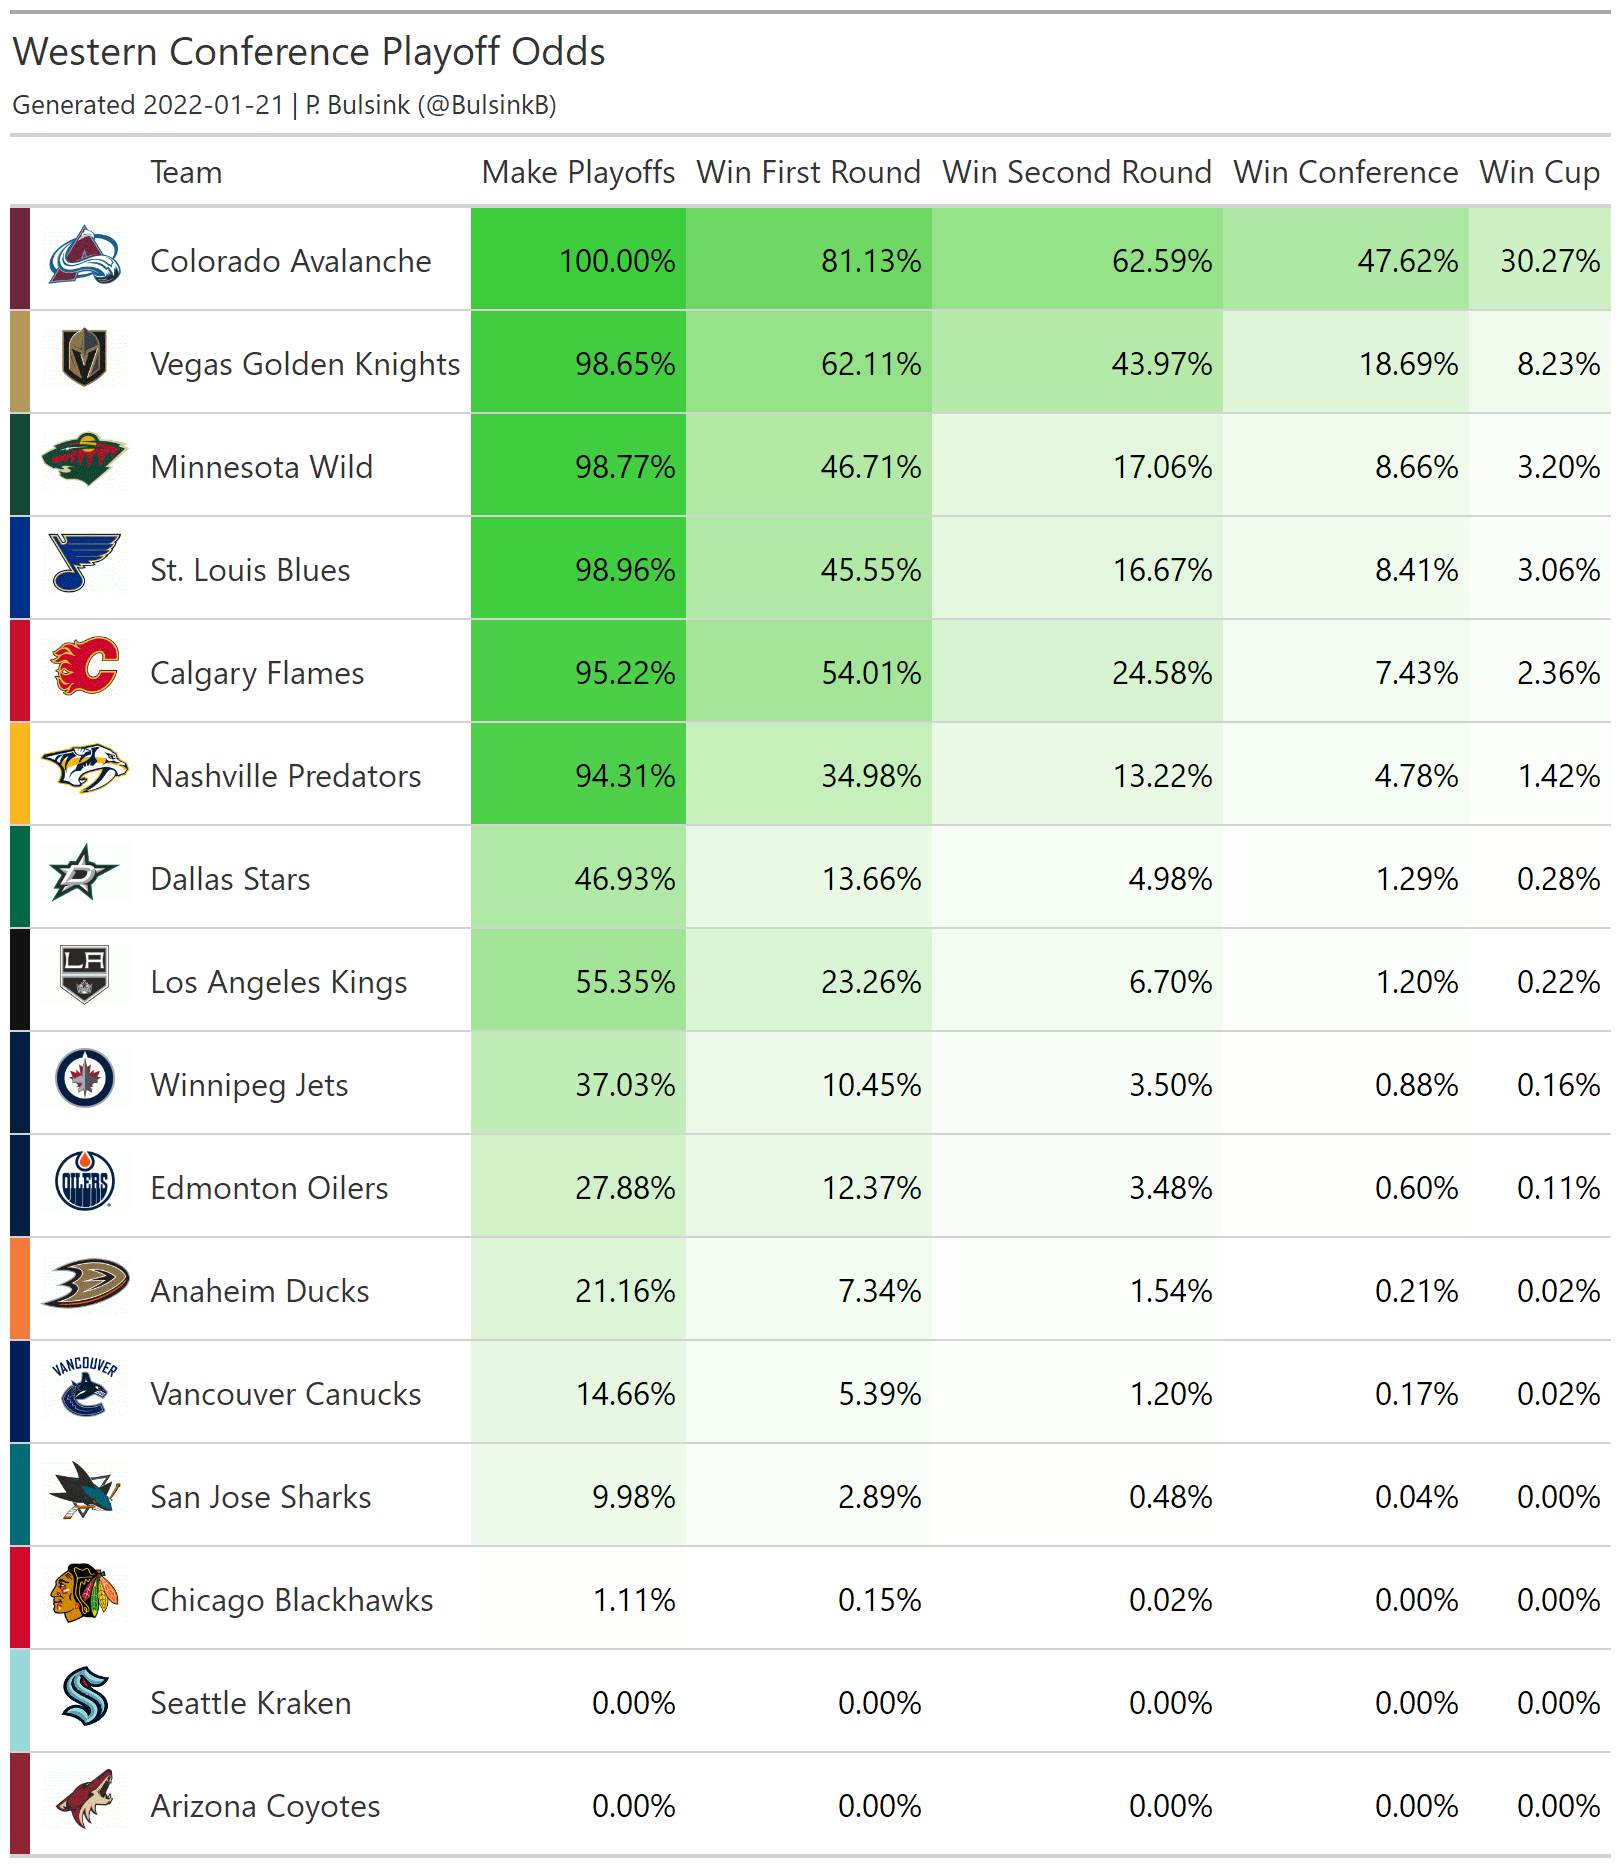 Western Conference Playoff Odds
Generated 2022-01-21 | P. Bulsink (@BulsinkB)
Team Make Playoffs Win First Round Win Second Round Win Conference Win Cup
Colorado Avalanche 100.00% 81.13% 62.59% 47.62% 30.27%
Vegas Golden Knights 98.65% 62.11% 43.97% 18.69% 8.23%
Minnesota Wild 98.77% 46.71% 17.06% 8.66% 3.20%
St. Louis Blues 98.96% 45.55% 16.67% 8.41% 3.06%
Calgary Flames 95.22% 54.01% 24.58% 7.43% 2.36%
Nashville Predators 94.31% 34.98% 13.22% 4.78% 1.42%
Dallas Stars 46.93% 13.66% 4.98% 1.29% 0.28%
LA
Los Angeles Kings 55.35% 23.26% 6.70% 1.20% 0.22%
Winnipeg Jets 37.03% 10.45% 3.50% 0.88% 0.16%
OILERS
Edmonton Oilers 27.88% 12.37% 3.48% 0.60% 0.11%
Anaheim Ducks 21.16% 7.34% 1.54% 0.21% 0.02%
VANCOUVER
Vancouver Canucks 14.66% 5.39% 1.20% 0.17% 0.02%
San Jose Sharks 9.98% 2.89% 0.48% 0.04% 0.00%
Chicago Blackhawks 1.11% 0.15% 0.02% 0.00% 0.00%
Seattle Kraken 0.00% 0.00% 0.00% 0.00% 0.00%
Arizona Coyotes 0.00% 0.00% 0.00% 0.00% 0.00%